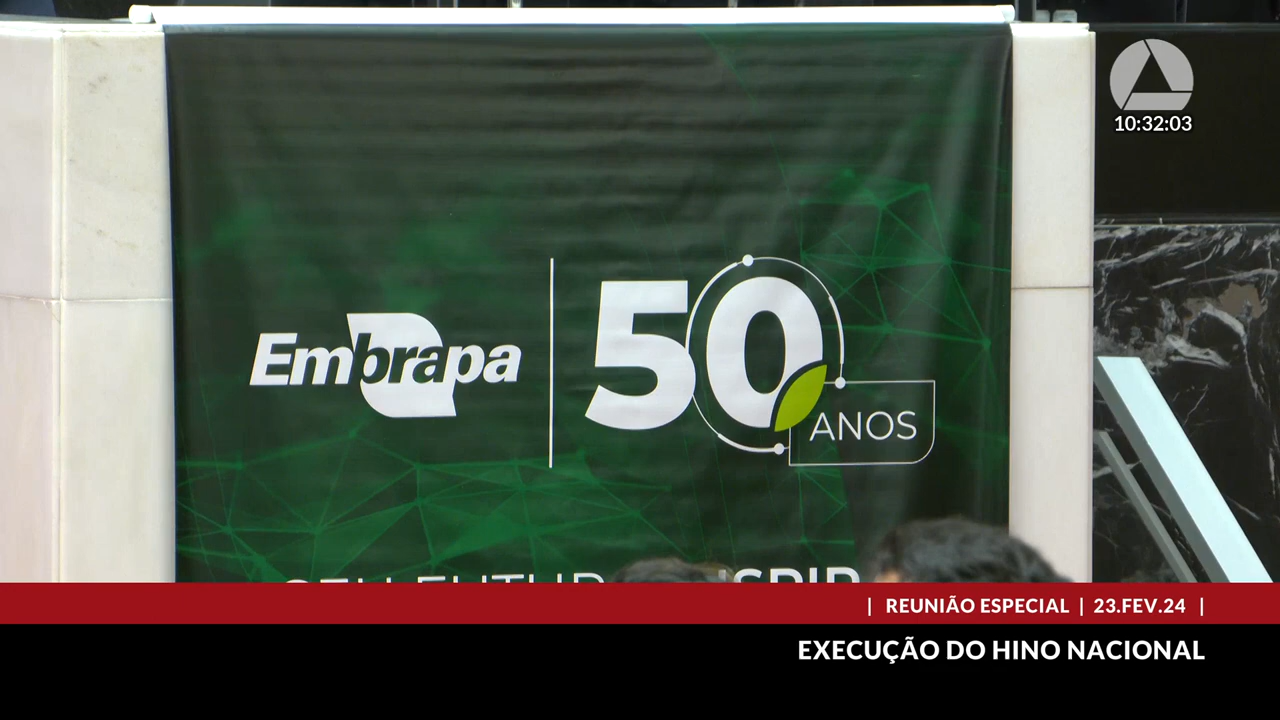 10:32:03
Embrapa
50
ANOS
| REUNIÃO ESPECIAL | 23.FEV.24 |
EXECUÇÃO DO HINO NACIONAL